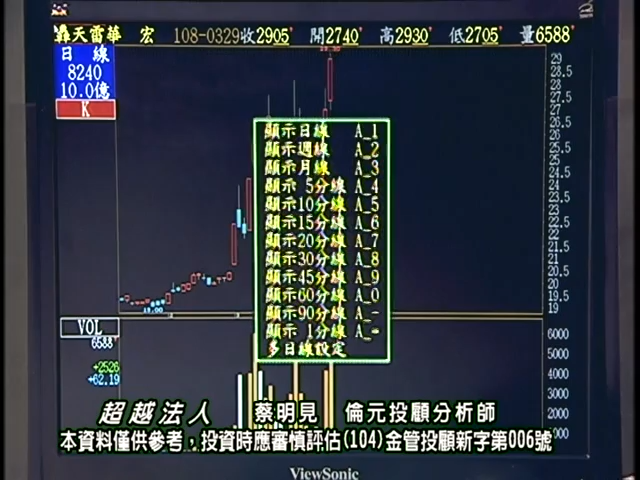 轟天雷華 宏 108-0329收2905 開2740 高2930 低2705 量6588
日 線
8240
10.0億
K
29.30
29
28.5
28
27.5
27
26.5
26
25.5
25
24.5
24
23.5
23
22.5
22
21.5
21
20.5
20
19.5
19
顯示日線 A_1
顯示週線 A_2
顯示月線 A_3
顯示 5分線 A_4
顯示10分線 A_5
顯示15分線 A_6
顯示20分線 A_7
顯示30分線 A_8
顯示45分線 A_9
顯示60分線 A_0
顯示90分線 A_-
顯示 1分線 A_=
多日線設定
19.00
VOL
6588
+2526
+62.19
6000
5000
4000
3000
2000
超越法人 蔡明見 倫元投顧分析師
本資料僅供參考，投資時應審慎評估(104)金管投顧新字第006號
ViewSonic